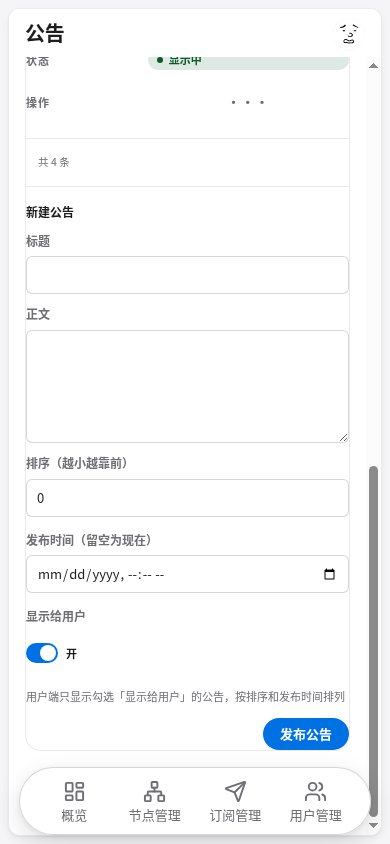 公告
状态
显示中
操作
共 4 条
新建公告
标题
正文
排序（越小越靠前）
0
发布时间（留空为现在）
mm/dd/yyyy, --:-- --
显示给用户
开
用户端只显示勾选「显示给用户」的公告，按排序和发布时间排列
发布公告
概览
节点管理
订阅管理
用户管理